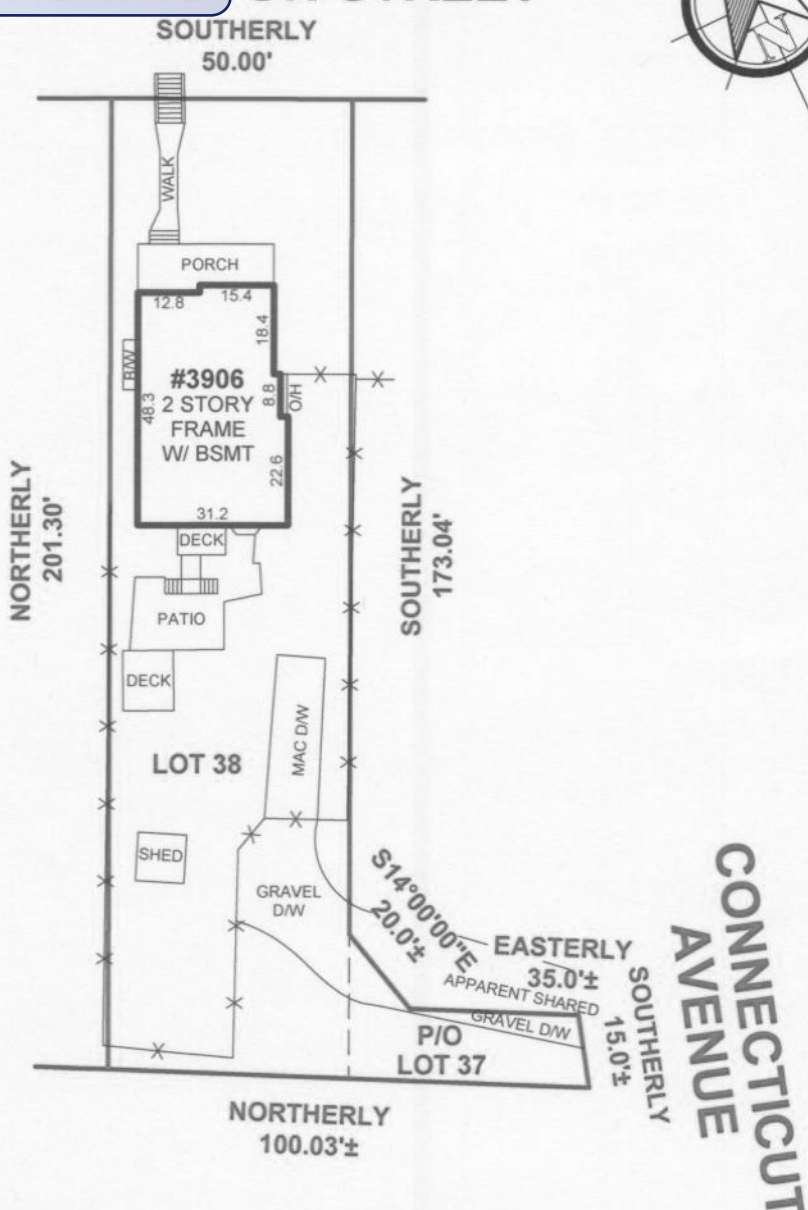 SOUTHERLY
50.00'
WALK
PORCH
12.8
15.4
18.4
B/W
#3906
2 STORY
FRAME
W/ BSMT
48.3
8.8
O/H
22.6
31.2
DECK
PATIO
DECK
NORTHERLY
201.30'
SOUTHERLY
173.04'
MAC D/W
LOT 38
SHED
GRAVEL
D/W
S14°00'00"E
20.0'±
EASTERLY
35.0'±
APPARENT SHARED
GRAVEL D/W
SOUTHERLY
15.0'±
P/O
LOT 37
NORTHERLY
100.03'±
CONNECTICUT
AVENUE
N